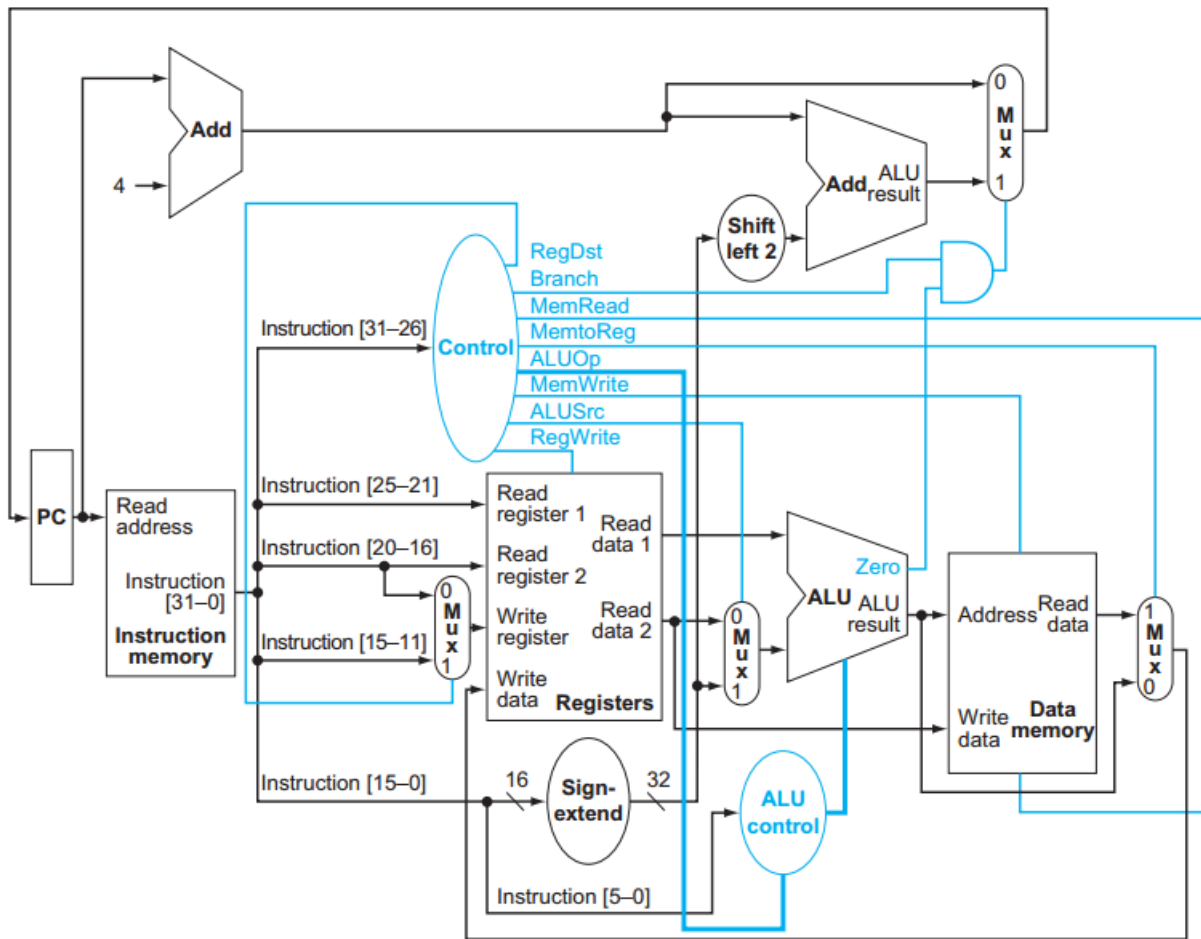 0
M
u
x
1
Add
4
Add
ALU
result
Shift
left 2
RegDst
Branch
MemRead
MemtoReg
ALUOp
MemWrite
ALUSrc
RegWrite
Control
Instruction [31–26]
Instruction [25–21]
Instruction [20–16]
Instruction [15–11]
Instruction [15–0]
PC
Read
address
Instruction
[31–0]
Instruction
memory
0
M
u
x
1
Read
register 1
Read
register 2
Write
register
Write
data
Read
data 1
Read
data 2
Registers
0
M
u
x
1
Zero
ALU
ALU
result
Address
Read
data
Write
data
Data
memory
1
M
u
x
0
16
Sign-
extend
32
ALU
control
Instruction [5–0]